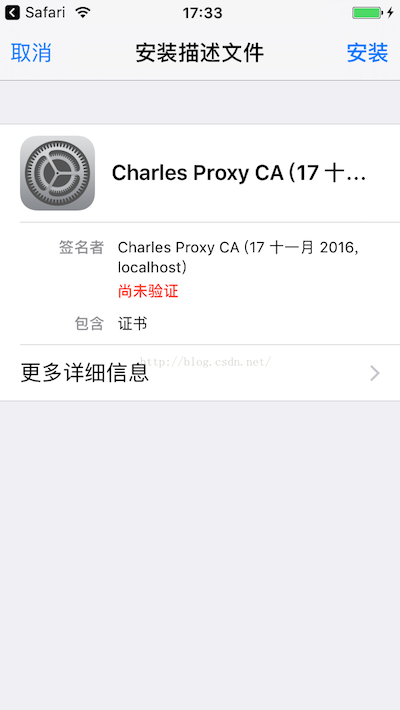 Safari 17:33
取消 安装描述文件 安装
Charles Proxy CA (17 十…
签名者 Charles Proxy CA (17 十一月 2016,
localhost)
尚未验证
包含 证书
http://blog.csdn.net/
更多详细信息